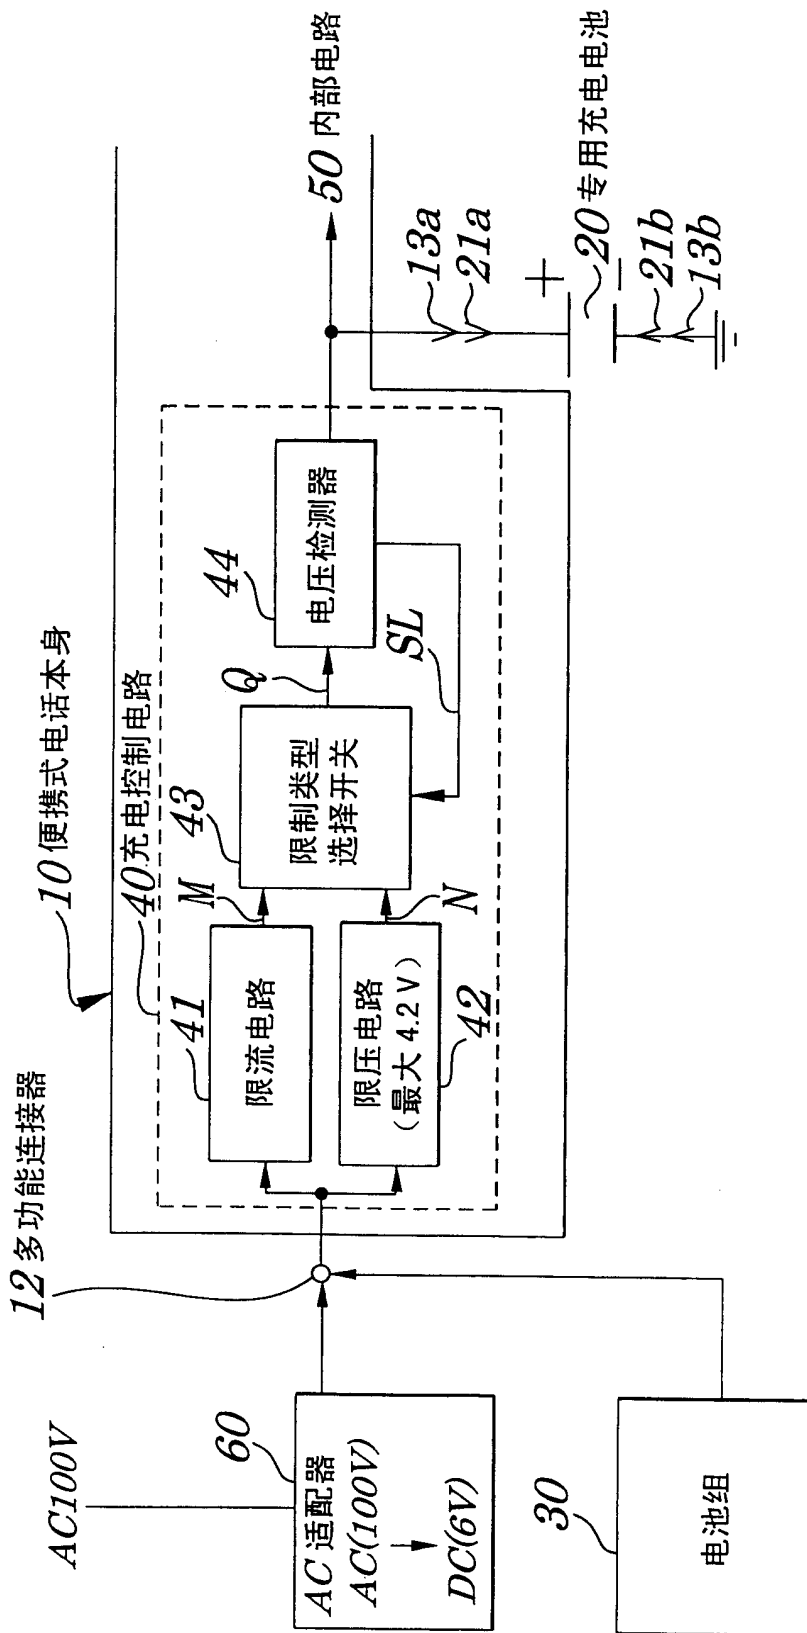 10 便携式电话本身
12 多功能连接器
40 充电控制电路
AC100V
60
AC 适配器
AC(100V)
DC(6V)
41
限流电路
M
43
限制类型
选择开关
Q
44
电压检测器
50 内部电路
限压电路
(最大 4.2 V)
42
N
SL
13a
21a
+
20 专用充电电池
−
21b
13b
30
电池组